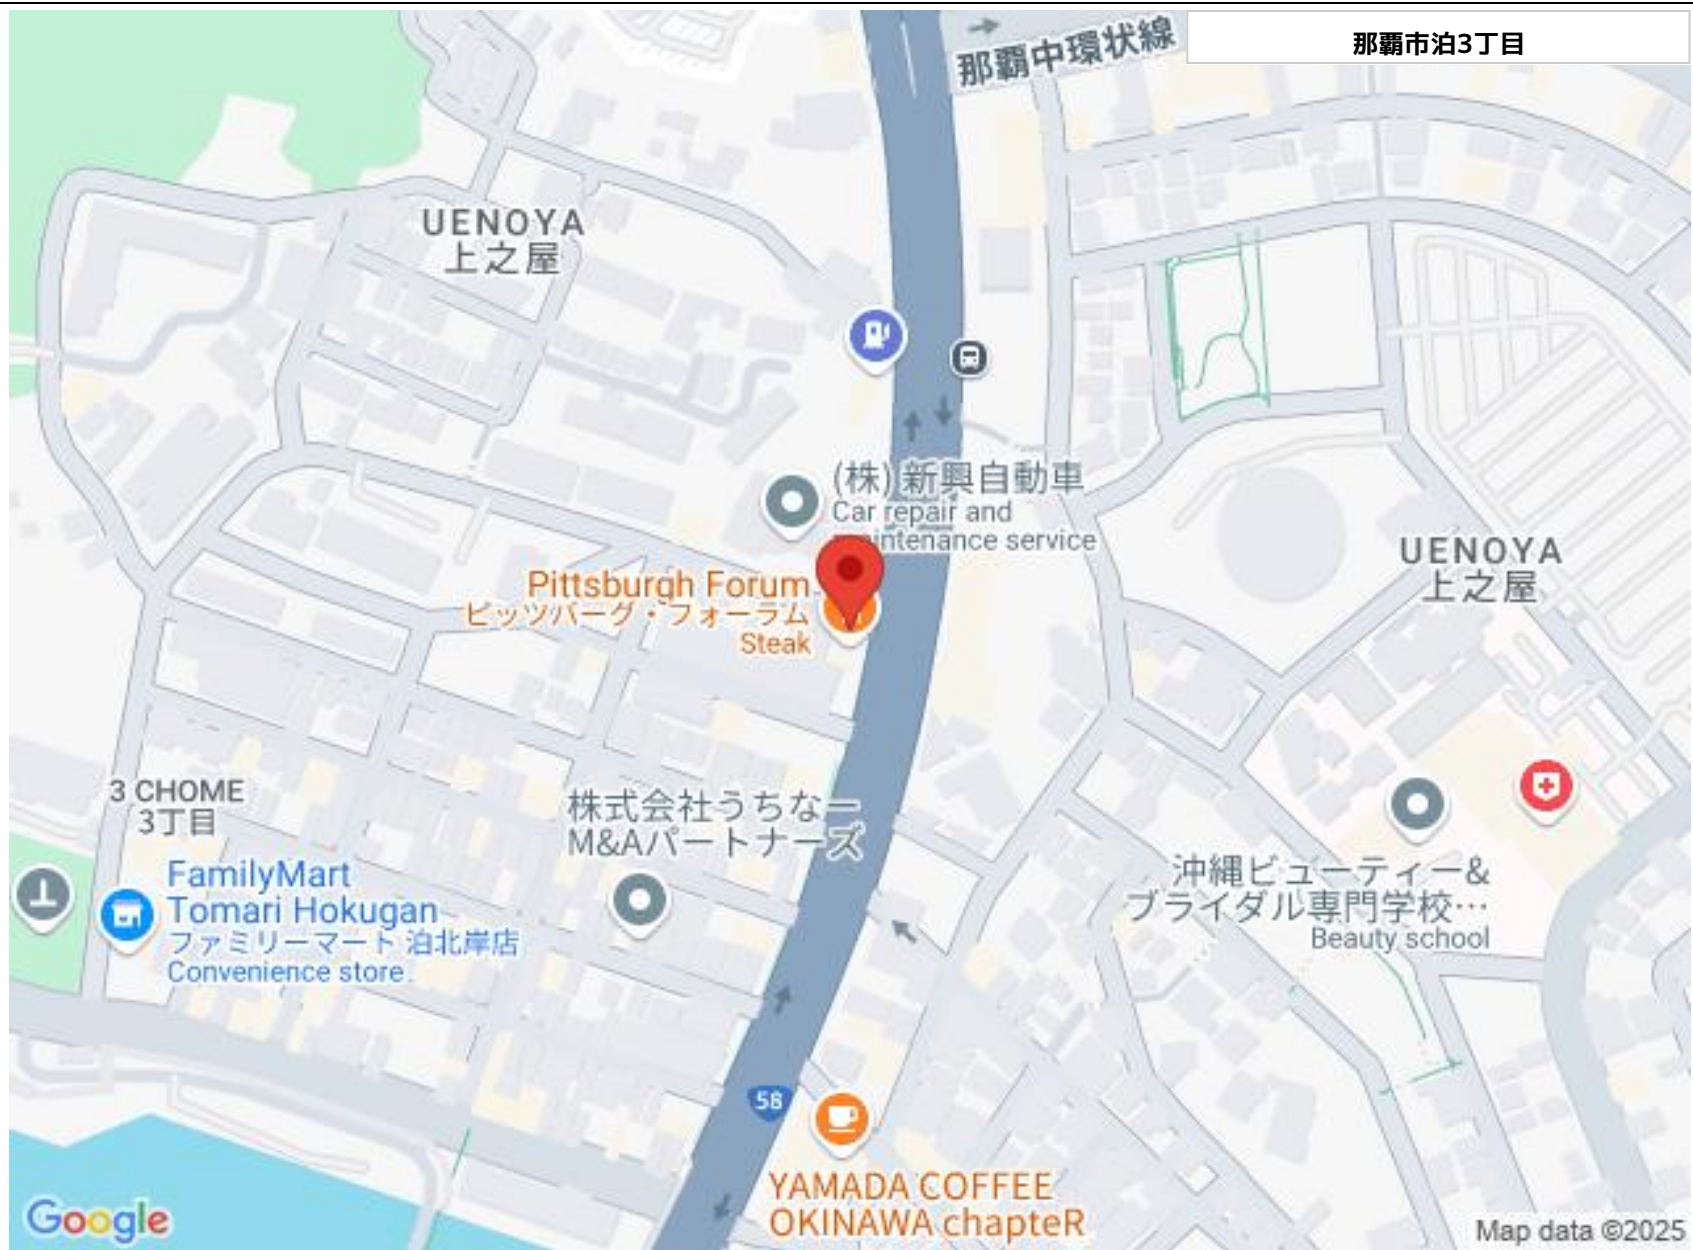 那覇市泊3丁目
那覇中環状線
UENOYA
上之屋
(株) 新興自動車
Car repair and
maintenance service
UENOYA
上之屋
Pittsburgh Forum
ピッツバーグ・フォーラム
Steak
3 CHOME
3丁目
株式会社うちなー
M&Aパートナーズ
FamilyMart
Tomari Hokugan
ファミリーマート 泊北岸店
Convenience store
沖縄ビューティー&
ブライダル専門学校…
Beauty school
58
YAMADA COFFEE
OKINAWA chapteR
Google
Map data ©2025